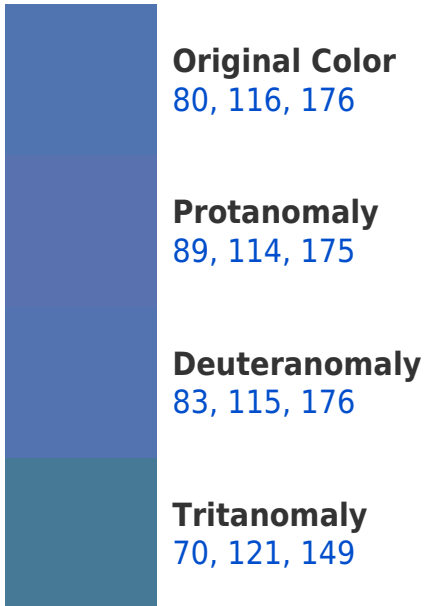 Original Color
80, 116, 176
Protanomaly
89, 114, 175
Deuteranomaly
83, 115, 176
Tritanomaly
70, 121, 149